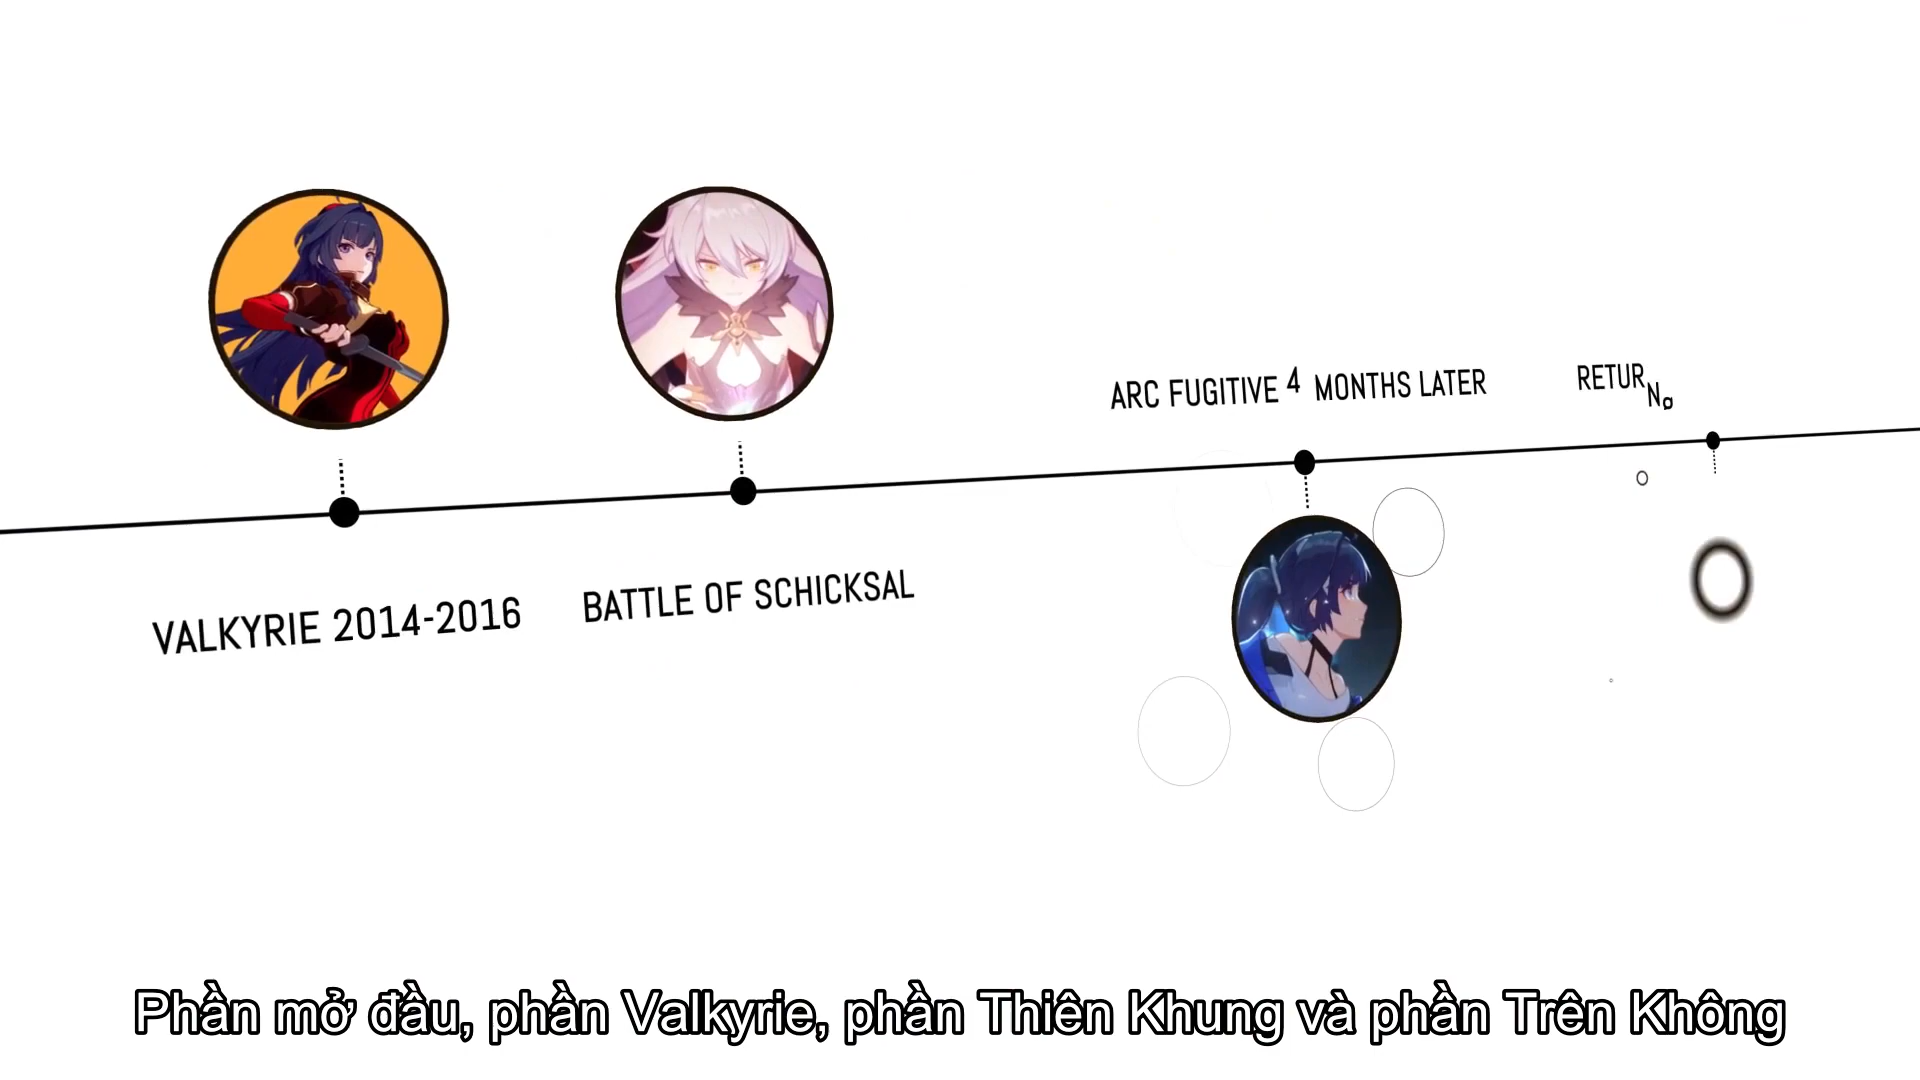 VALKYRIE 2014-2016
BATTLE OF SCHICKSAL
ARC FUGITIVE 4 MONTHS LATER
RETURN
Phần mở đầu, phần Valkyrie, phần Thiên Khung và phần Trên Không